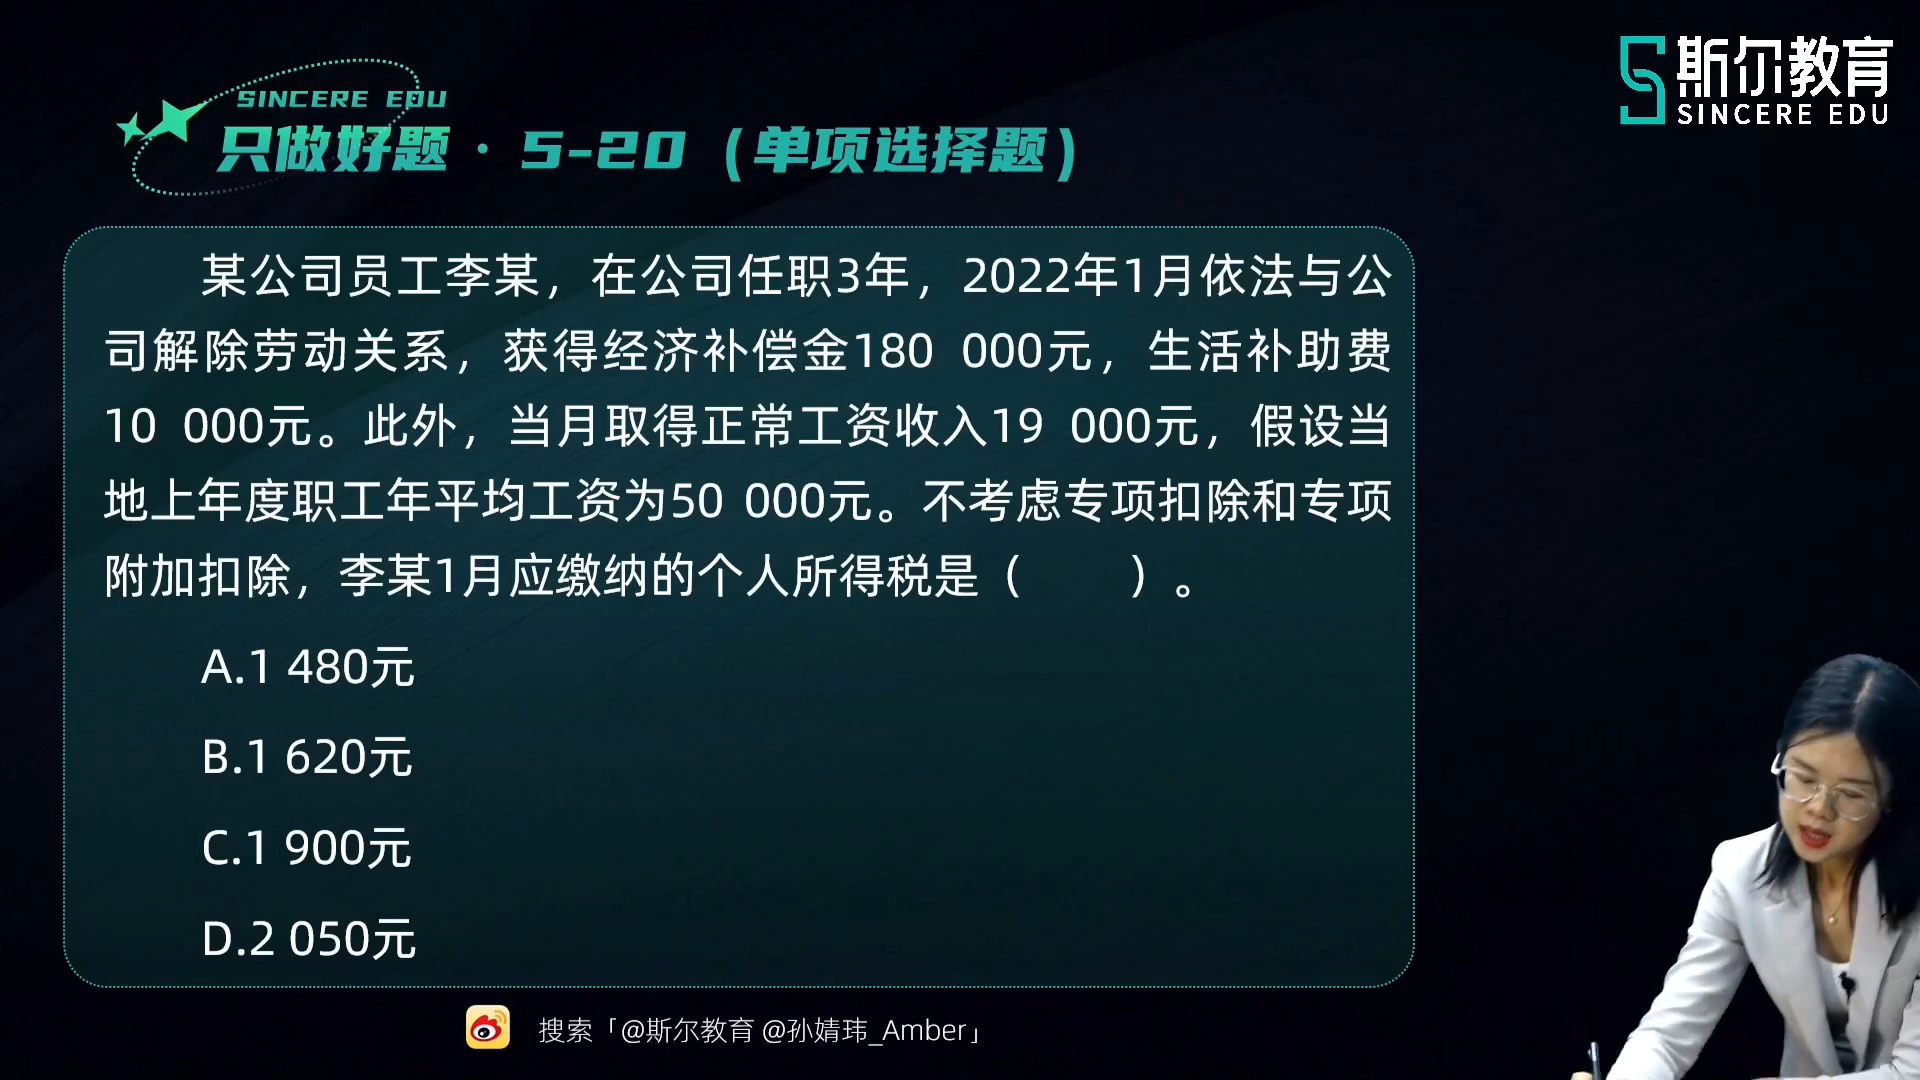 斯尔教育
SINCERE EDU
SINCERE EDU
只做好题·5-20（单项选择题）
某公司员工李某，在公司任职3年，2022年1月依法与公
司解除劳动关系，获得经济补偿金180 000元，生活补助费
10 000元。此外，当月取得正常工资收入19 000元，假设当
地上年度职工年平均工资为50 000元。不考虑专项扣除和专项
附加扣除，李某1月应缴纳的个人所得税是（　　）。
A.1 480元
B.1 620元
C.1 900元
D.2 050元
搜索「@斯尔教育 @孙婧玮_Amber」